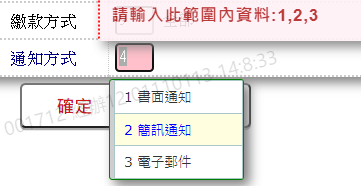 請輸入此範圍內資料:1,2,3
繳款方式
通知方式 4
確定
1 書面通知
2 簡訊通知
3 電子郵件